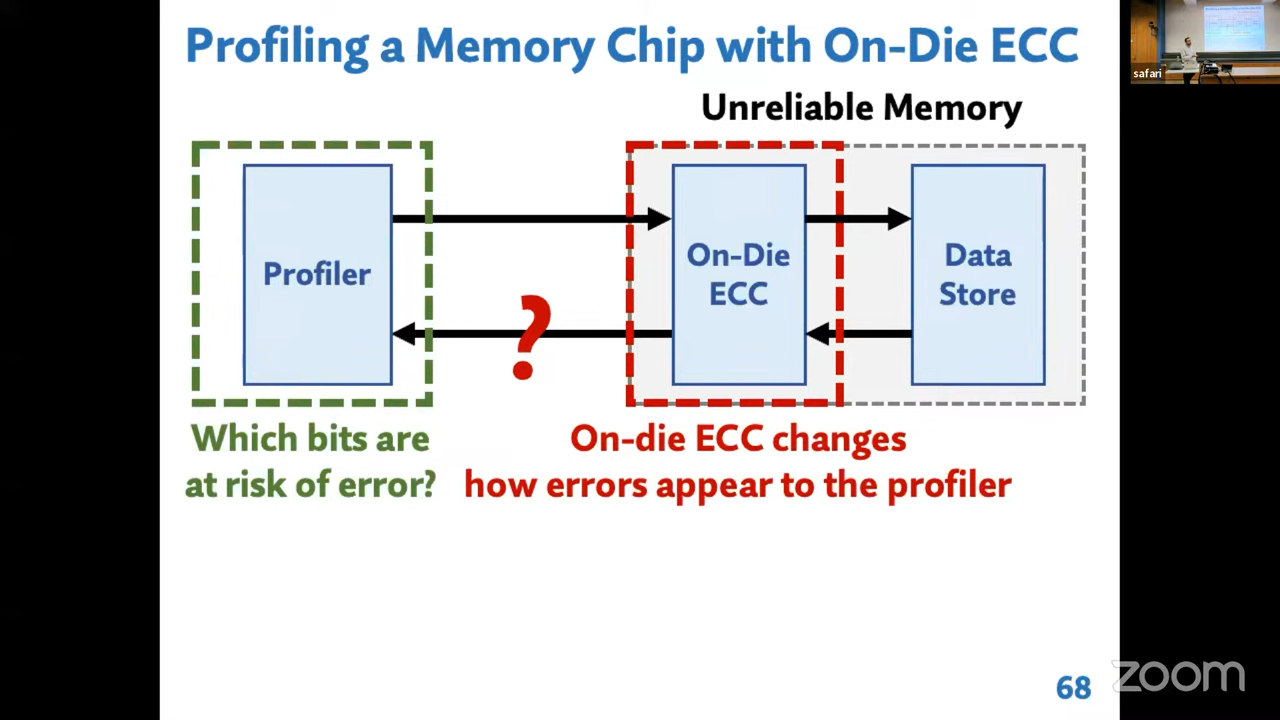 Profiling a Memory Chip with On-Die ECC
safari
Unreliable Memory
Profiler
On-Die
ECC
Data
Store
?
Which bits are
at risk of error?
On-die ECC changes
how errors appear to the profiler
68
zoom